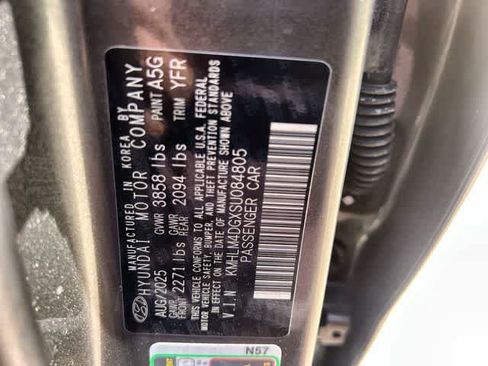 MANUFACTURED IN KOREA BY
HYUNDAI MOTOR COMPANY
AUG/2025 GVWR 3858 lbs PAINT A5G
GAWR FRONT 2271 lbs GAWR REAR 2094 lbs TRIM YFR
THIS VEHICLE CONFORMS TO ALL APPLICABLE U.S.A. FEDERAL
MOTOR VEHICLE SAFETY, BUMPER AND THEFT PREVENTION STANDARDS
IN EFFECT ON THE DATE OF MANUFACTURE SHOWN ABOVE
V.I.N KMHLM4DGXSU084805
PASSENGER CAR
N57